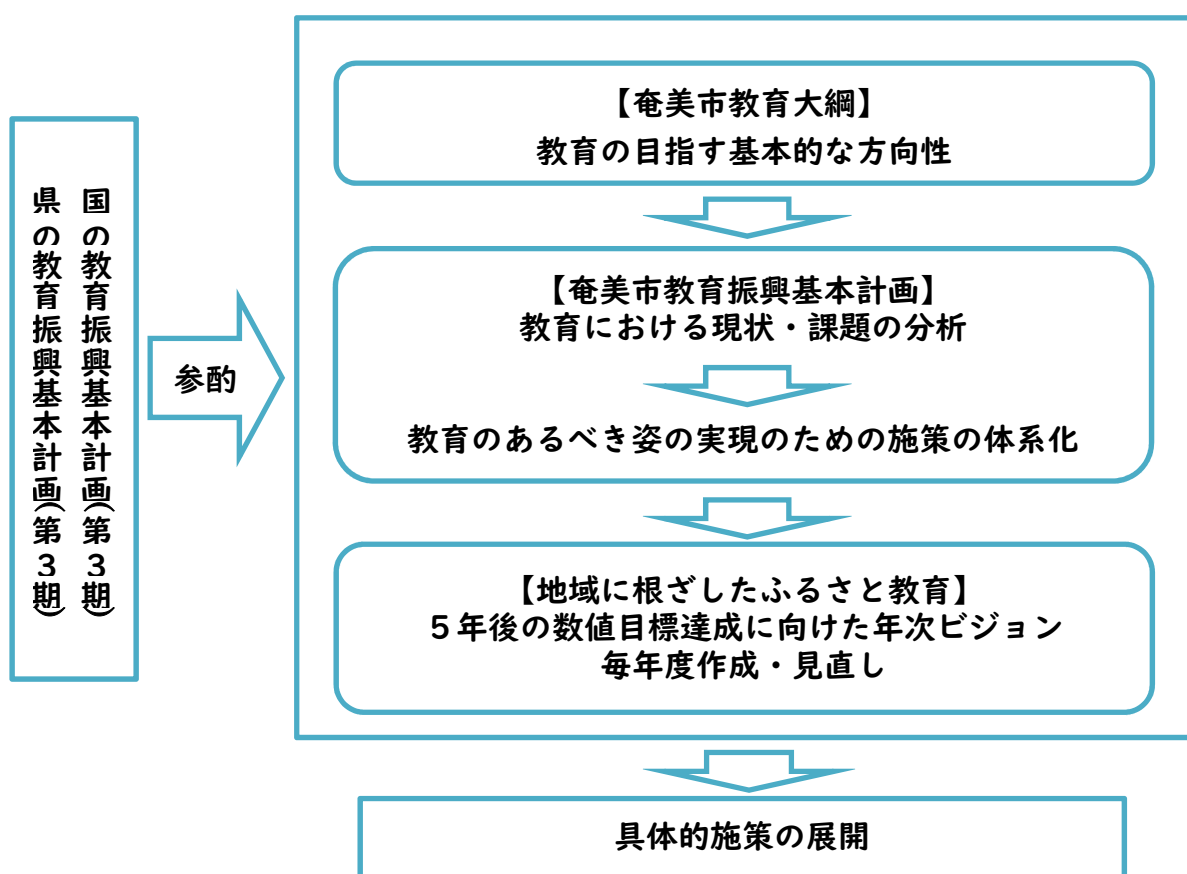 国の教育振興基本計画(第３期)
県の教育振興基本計画(第３期)
参酌
【奄美市教育大綱】
教育の目指す基本的な方向性
【奄美市教育振興基本計画】
教育における現状・課題の分析
教育のあるべき姿の実現のための施策の体系化
【地域に根ざしたふるさと教育】
５年後の数値目標達成に向けた年次ビジョン
毎年度作成・見直し
具体的施策の展開